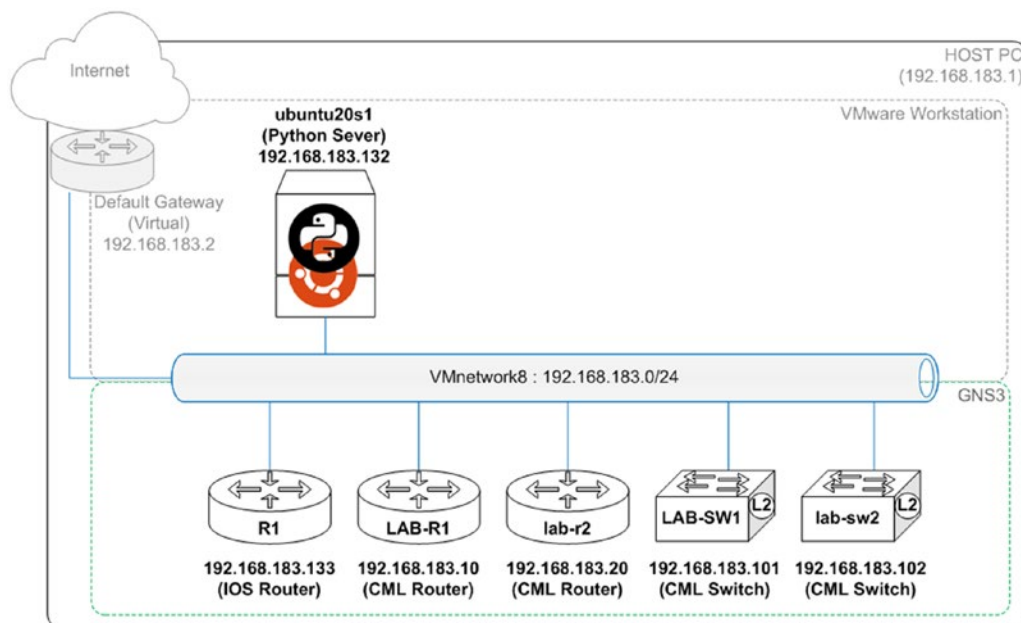 Internet
HOST PC
(192.168.183.1)
VMware Workstation
ubuntu20s1
(Python Sever)
192.168.183.132
Default Gateway
(Virtual)
192.168.183.2
VMnetwork8 : 192.168.183.0/24
GNS3
R1
192.168.183.133
(IOS Router)
LAB-R1
192.168.183.10
(CML Router)
lab-r2
192.168.183.20
(CML Router)
LAB-SW1
L2
192.168.183.101
(CML Switch)
lab-sw2
L2
192.168.183.102
(CML Switch)